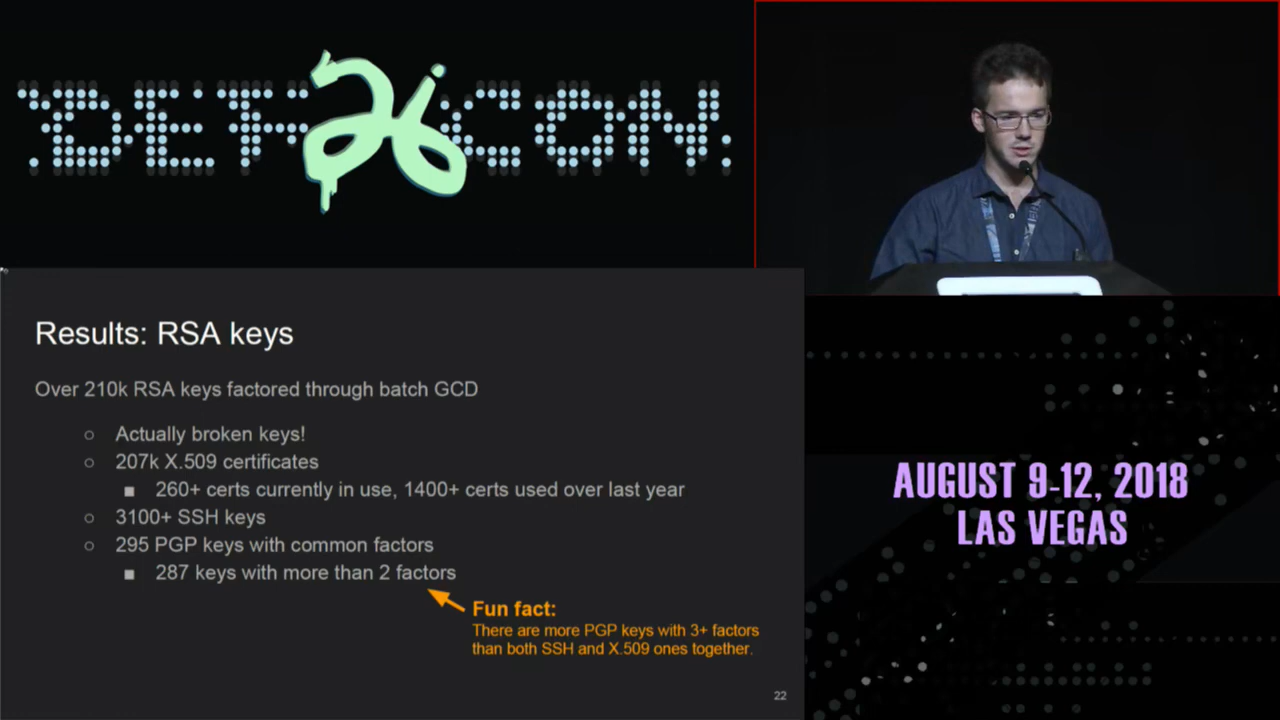 DEF 26 CON
Results: RSA keys
Over 210k RSA keys factored through batch GCD
○ Actually broken keys!
○ 207k X.509 certificates
■ 260+ certs currently in use, 1400+ certs used over last year
○ 3100+ SSH keys
○ 295 PGP keys with common factors
■ 287 keys with more than 2 factors
Fun fact:
There are more PGP keys with 3+ factors
than both SSH and X.509 ones together.
22
AUGUST 9-12, 2018
LAS VEGAS